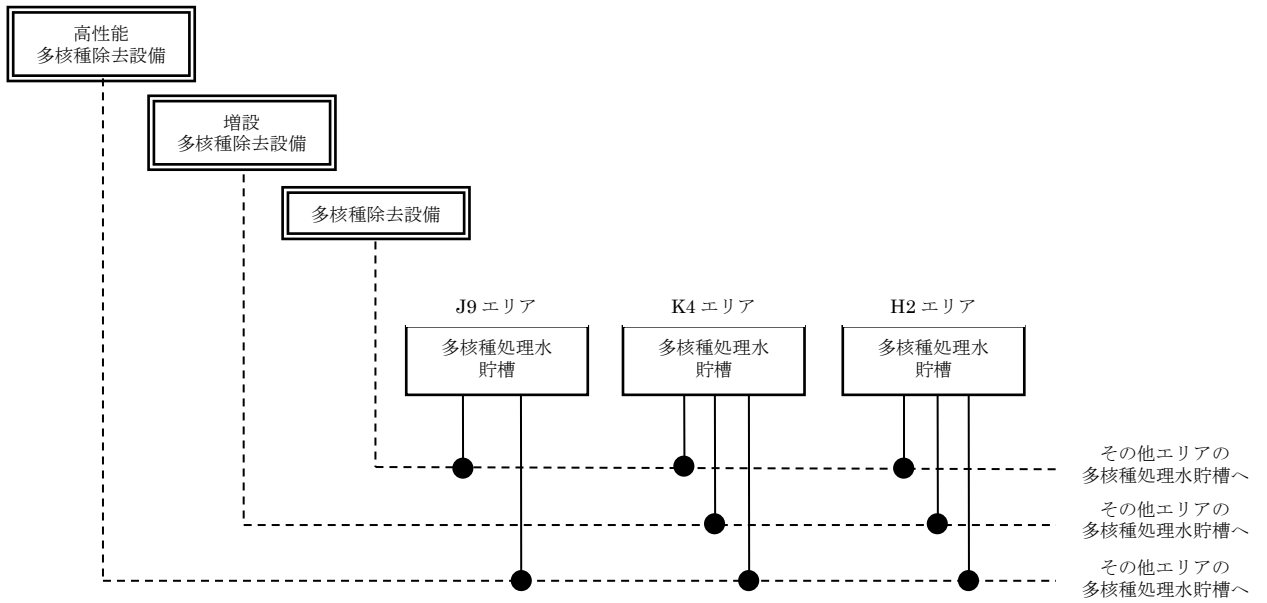 高性能
多核種除去設備
増設
多核種除去設備
多核種除去設備
J9 エリア
K4 エリア
H2 エリア
多核種処理水
貯槽
多核種処理水
貯槽
多核種処理水
貯槽
その他エリアの
多核種処理水貯槽へ
その他エリアの
多核種処理水貯槽へ
その他エリアの
多核種処理水貯槽へ